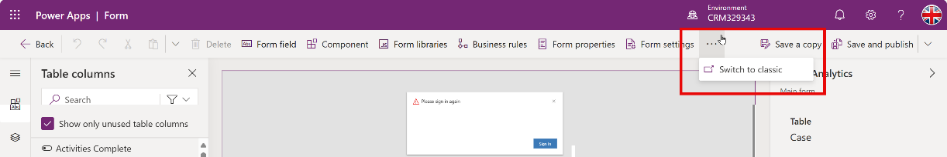 Power Apps | Form
Environment
CRM329343
Back
Delete
Form field
Component
Form libraries
Business rules
Form properties
Form settings
...
Save a copy
Save and publish
Switch to classic
Table columns
Search
Show only unused table columns
Activities Complete
Please sign in again
Sign In
Analytics
Main form
Table
Case